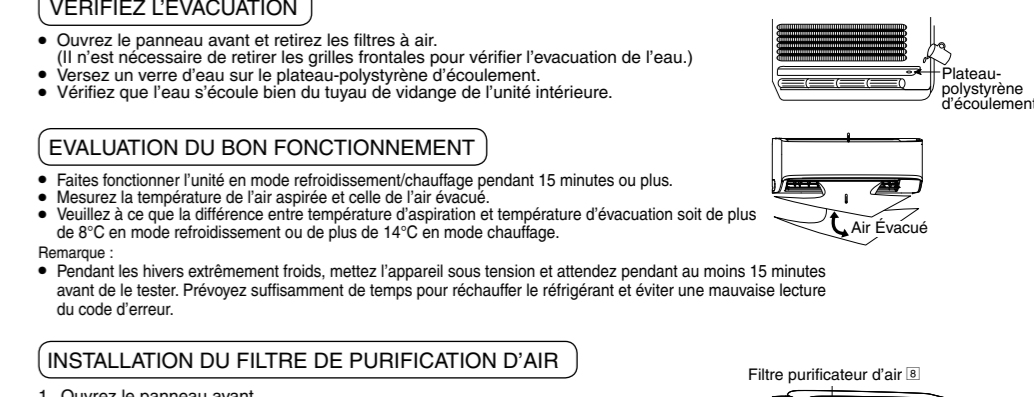 VÉRIFIEZ L'ÉVACUATION
● Ouvrez le panneau avant et retirez les filtres à air.
(Il n'est nécessaire de retirer les grilles frontales pour vérifier l'evacuation de l'eau.)
● Versez un verre d'eau sur le plateau-polystyrène d'écoulement.
● Vérifiez que l'eau s'écoule bien du tuyau de vidange de l'unité intérieure.
Plateau-
polystyrène
d'écoulement
EVALUATION DU BON FONCTIONNEMENT
● Faites fonctionner l'unité en mode refroidissement/chauffage pendant 15 minutes ou plus.
● Mesurez la température de l'air aspirée et celle de l'air évacué.
● Veuillez à ce que la différence entre température d'aspiration et température d'évacuation soit de plus
de 8°C en mode refroidissement ou de plus de 14°C en mode chauffage.
Air Évacué
Remarque :
● Pendant les hivers extrêmement froids, mettez l'appareil sous tension et attendez pendant au moins 15 minutes
avant de le tester. Prévoyez suffisamment de temps pour réchauffer le réfrigérant et éviter une mauvaise lecture
du code d'erreur.
INSTALLATION DU FILTRE DE PURIFICATION D'AIR
Filtre purificateur d'air 8
1. Ouvrez le panneau avant.